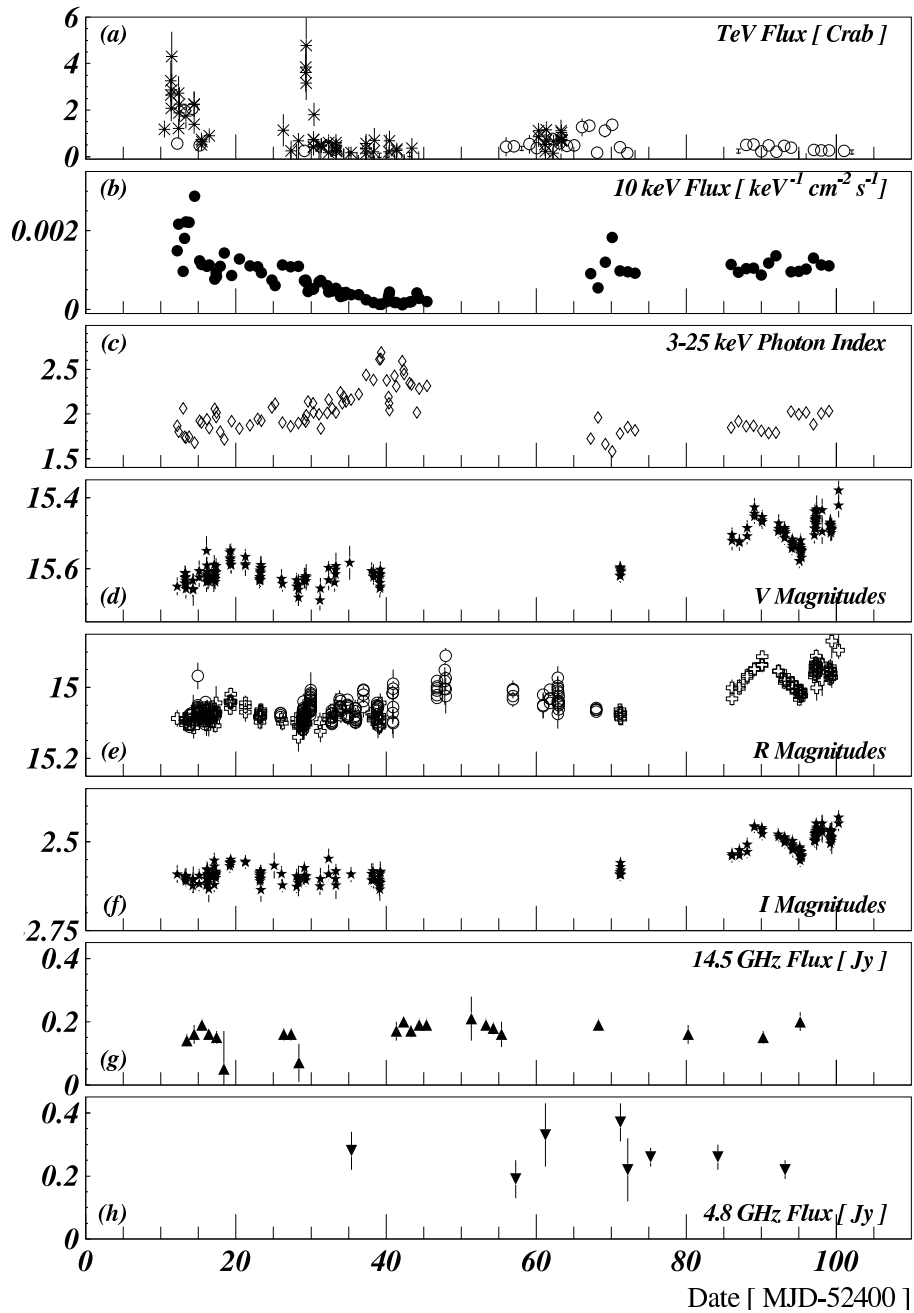 6
(a)
TeV Flux [ Crab ]
4
2
0
(b)
10 keV Flux [ keV⁻¹ cm⁻² s⁻¹ ]
0.002
0
(c)
3-25 keV Photon Index
2.5
2
1.5
15.4
15.6
(d)
V Magnitudes
15
15.2
(e)
R Magnitudes
2.5
(f)
I Magnitudes
2.75
0.4
14.5 GHz Flux [ Jy ]
0.2
(g)
0
0.4
0.2
(h)
4.8 GHz Flux [ Jy ]
0
0 20 40 60 80 100
Date [ MJD-52400 ]